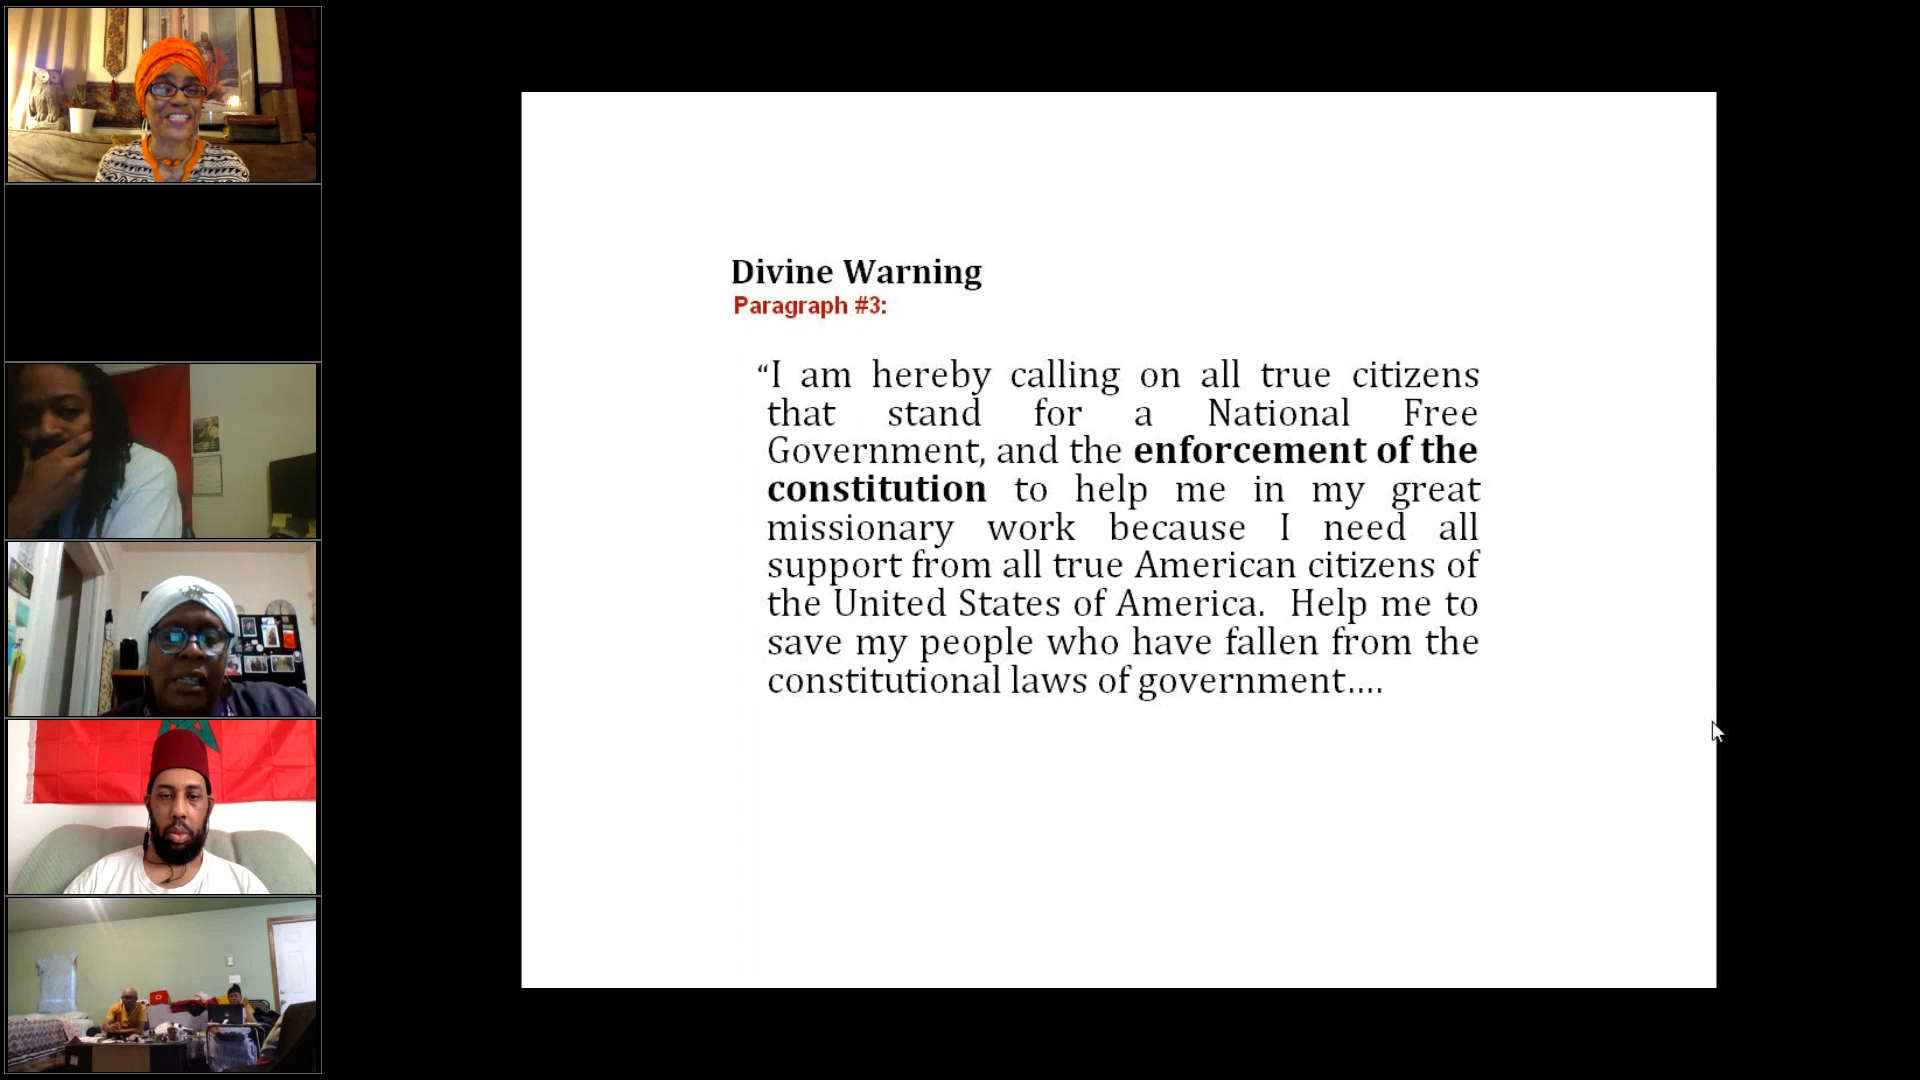 Divine Warning
Paragraph #3:
“I am hereby calling on all true citizens
that stand for a National Free
Government, and the enforcement of the
constitution to help me in my great
missionary work because I need all
support from all true American citizens of
the United States of America. Help me to
save my people who have fallen from the
constitutional laws of government....